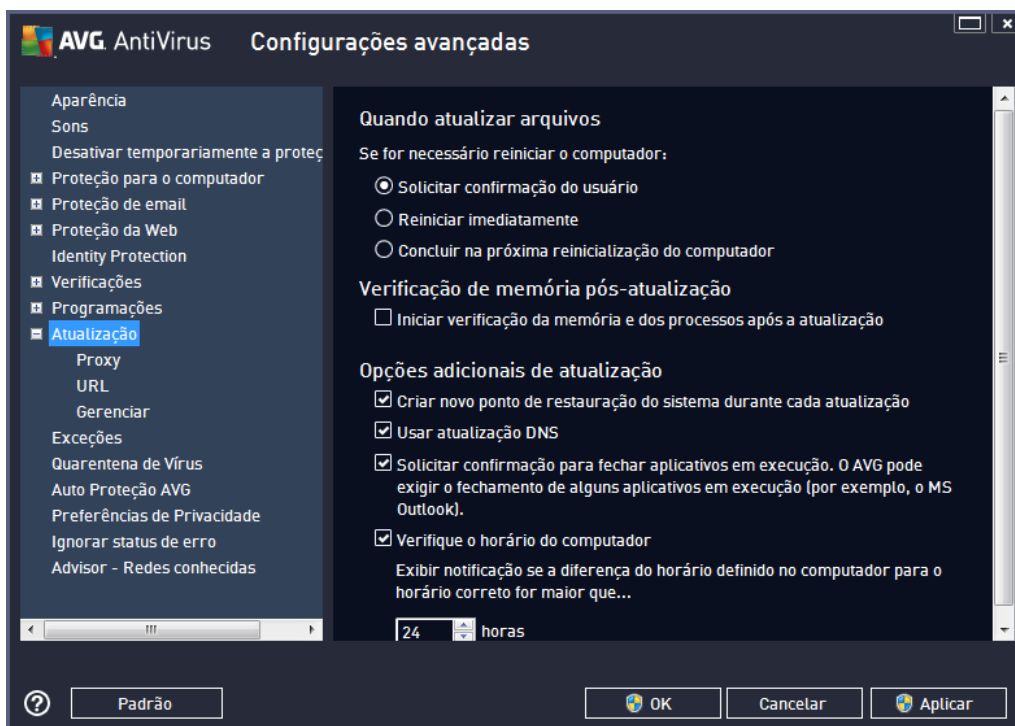 AVG AntiVirus Configurações avançadas
Aparência
Sons
Desativar temporariamente a proteç
Proteção para o computador
Proteção de email
Proteção da Web
Identity Protection
Verificações
Programações
Atualização
Proxy
URL
Gerenciar
Exceções
Quarentena de Vírus
Auto Proteção AVG
Preferências de Privacidade
Ignorar status de erro
Advisor - Redes conhecidas
Quando atualizar arquivos
Se for necessário reiniciar o computador:
Solicitar confirmação do usuário
Reiniciar imediatamente
Concluir na próxima reinicialização do computador
Verificação de memória pós-atualização
Iniciar verificação da memória e dos processos após a atualização
Opções adicionais de atualização
Criar novo ponto de restauração do sistema durante cada atualização
Usar atualização DNS
Solicitar confirmação para fechar aplicativos em execução. O AVG pode
exigir o fechamento de alguns aplicativos em execução (por exemplo, o MS
Outlook).
Verifique o horário do computador
Exibir notificação se a diferença do horário definido no computador para o
horário correto for maior que...
24 horas
Padrão
OK
Cancelar
Aplicar